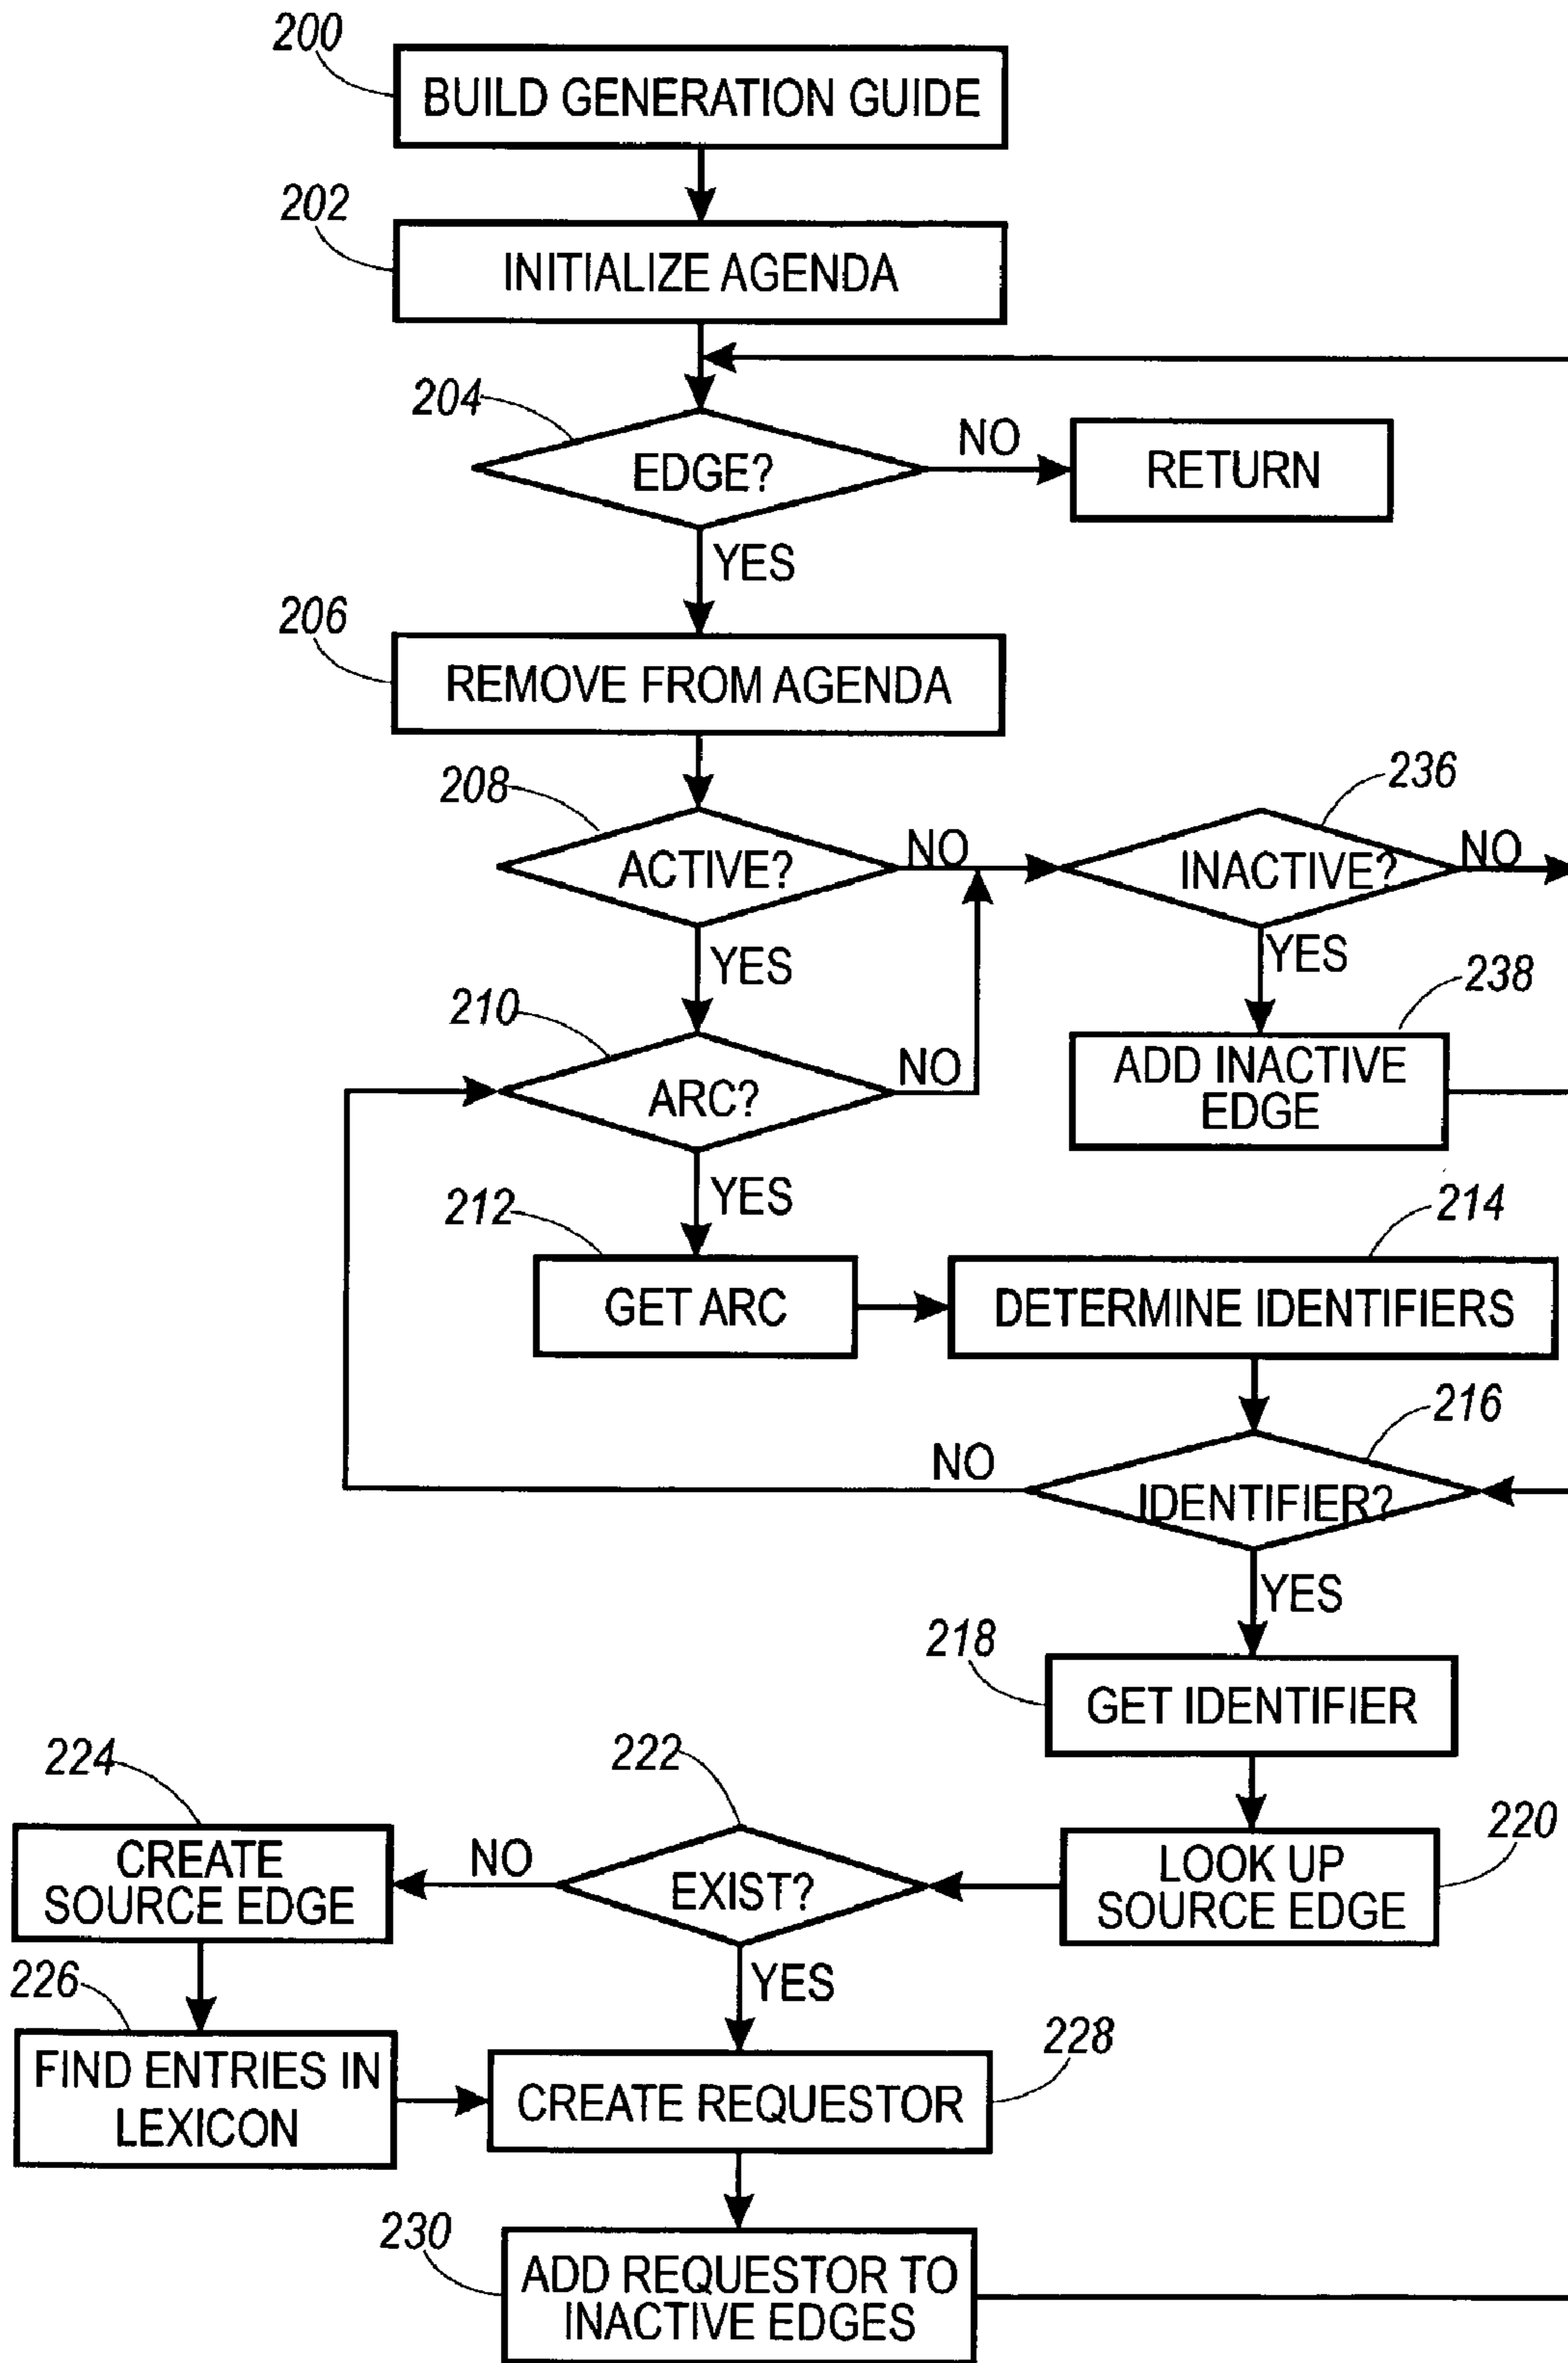 200
BUILD GENERATION GUIDE
202
INITIALIZE AGENDA
204
EDGE?
NO
RETURN
YES
206
REMOVE FROM AGENDA
208
ACTIVE?
NO
236
INACTIVE?
NO
YES
YES
238
ADD INACTIVE
EDGE
210
ARC?
NO
YES
212
GET ARC
214
DETERMINE IDENTIFIERS
216
IDENTIFIER?
NO
YES
218
GET IDENTIFIER
220
LOOK UP
SOURCE EDGE
222
EXIST?
NO
YES
224
CREATE
SOURCE EDGE
226
FIND ENTRIES IN
LEXICON
228
CREATE REQUESTOR
230
ADD REQUESTOR TO
INACTIVE EDGES